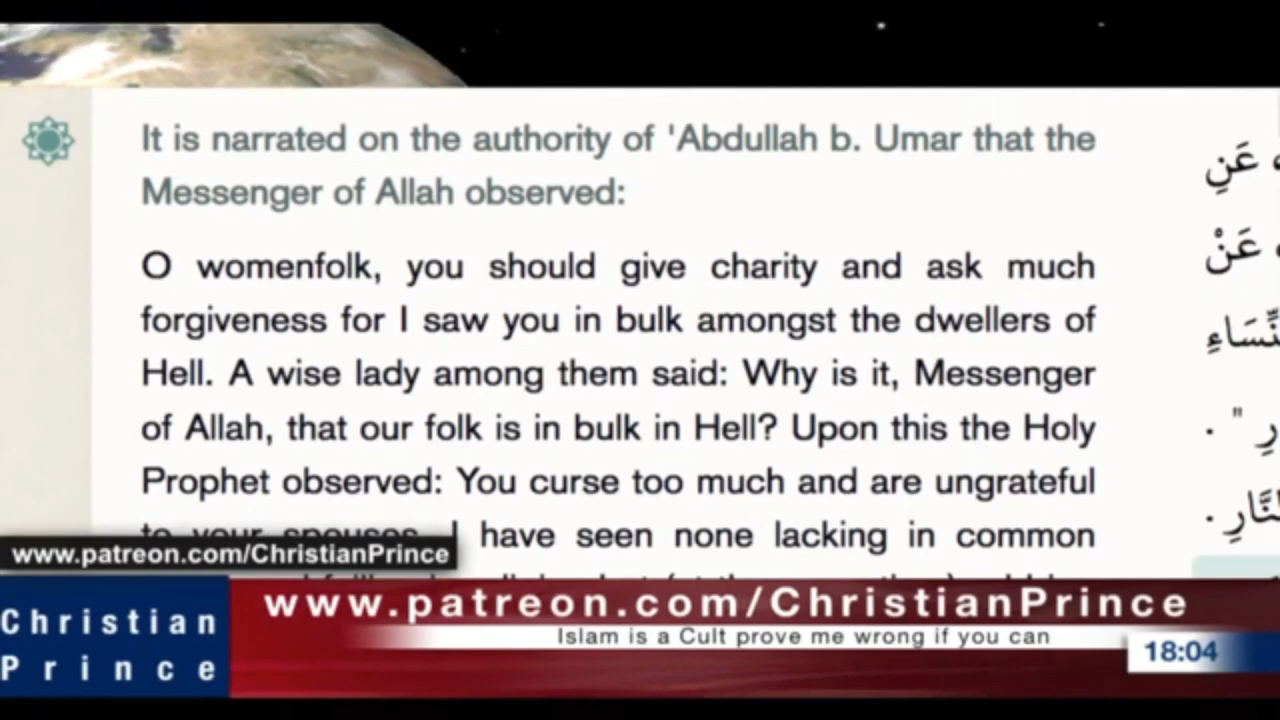 It is narrated on the authority of 'Abdullah b. Umar that the
Messenger of Allah observed:
O womenfolk, you should give charity and ask much
forgiveness for I saw you in bulk amongst the dwellers of
Hell. A wise lady among them said: Why is it, Messenger
of Allah, that our folk is in bulk in Hell? Upon this the Holy
Prophet observed: You curse too much and are ungrateful
to your spouses. I have seen none lacking in common
عَنِ
عَنْ
النِّسَاءِ
النَّارِ .
www.patreon.com/ChristianPrince
Christian
Prince
www.patreon.com/ChristianPrince
Islam is a Cult prove me wrong if you can
18:04